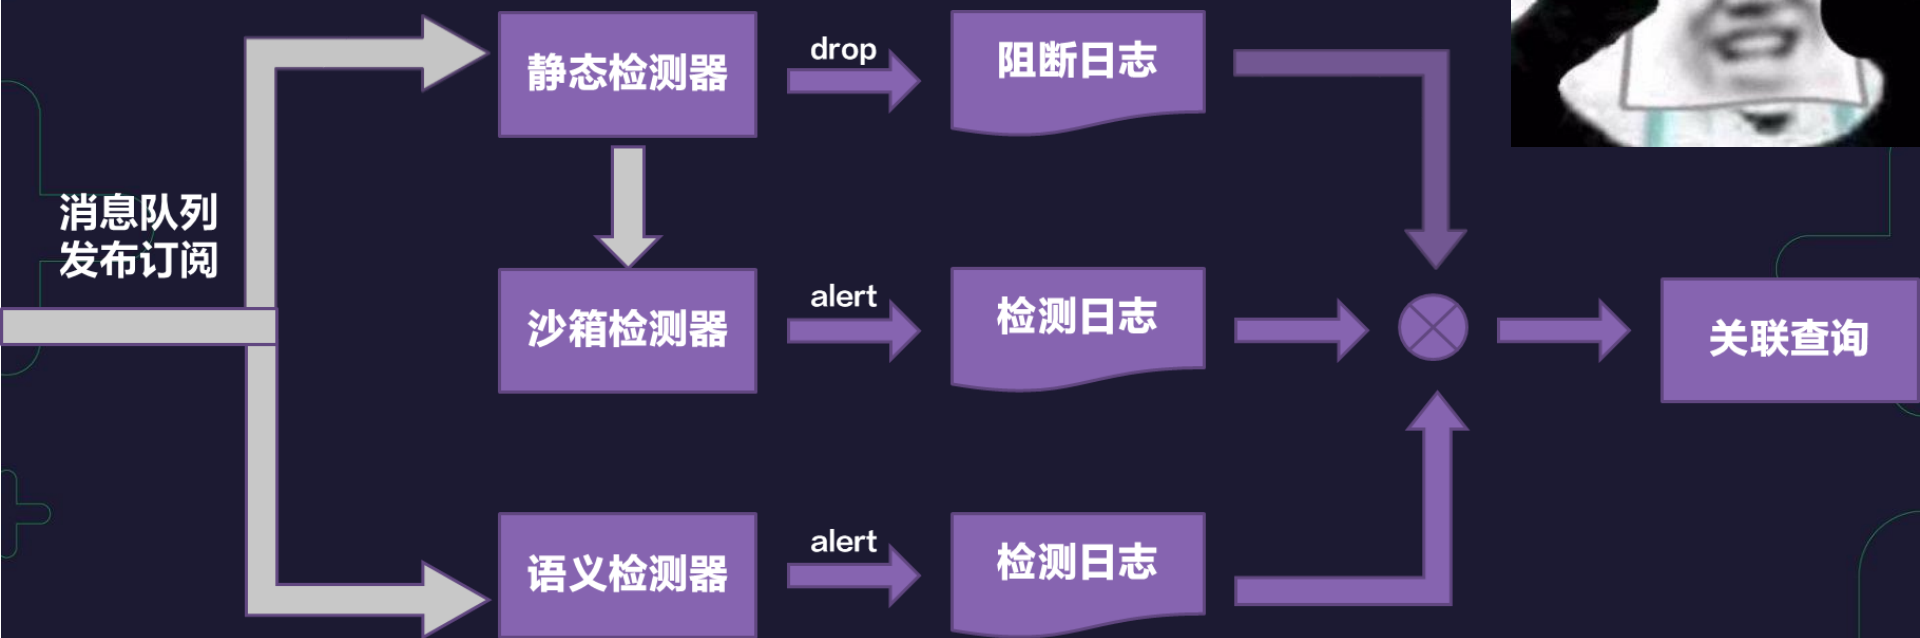 消息队列
发布订阅
静态检测器
drop
阻断日志
沙箱检测器
alert
检测日志
关联查询
语义检测器
alert
检测日志